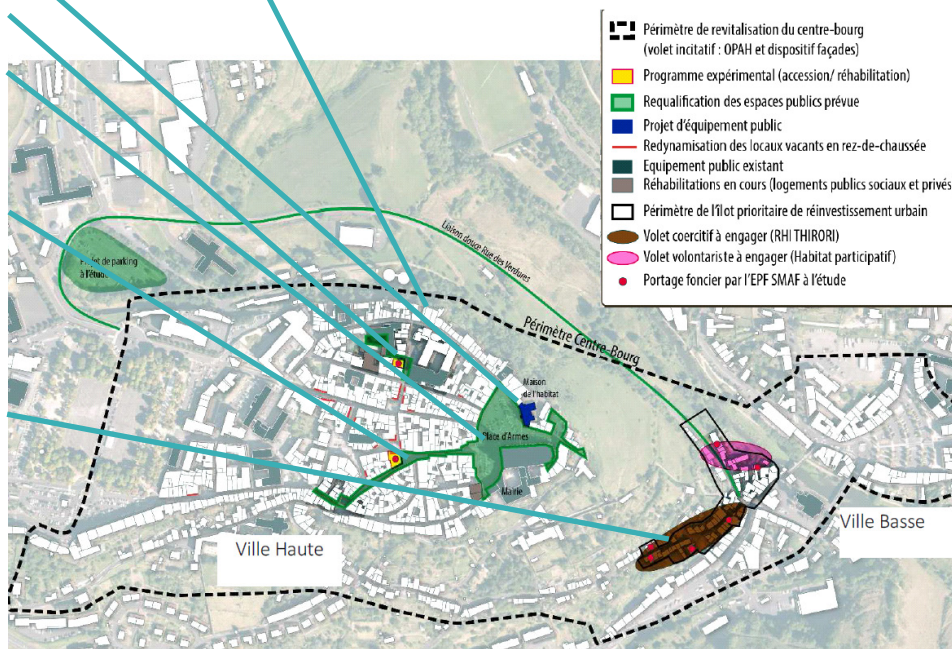 Périmètre de revitalisation du centre-bourg
(volet incitatif : OPAH et dispositif façades)
Programme expérimental (accession/ réhabilitation)
Requalification des espaces publics prévue
Projet d'équipement public
Redynamisation des locaux vacants en rez-de-chaussée
Equipement public existant
Réhabilitations en cours (logements publics sociaux et privés
Périmètre de l'îlot prioritaire de réinvestissement urbain
Volet coercitif à engager (RHI THIRORI)
Volet volontariste à engager (Habitat participatif)
Portage foncier par l'EPF SMAF à l'étude
Liaison douce Rue des Verdures
Projet de parking
à l'étude
Périmètre Centre-Bourg
Maison
de l'habitat
Place d'Armes
Mairie
Ville Haute
Ville Basse